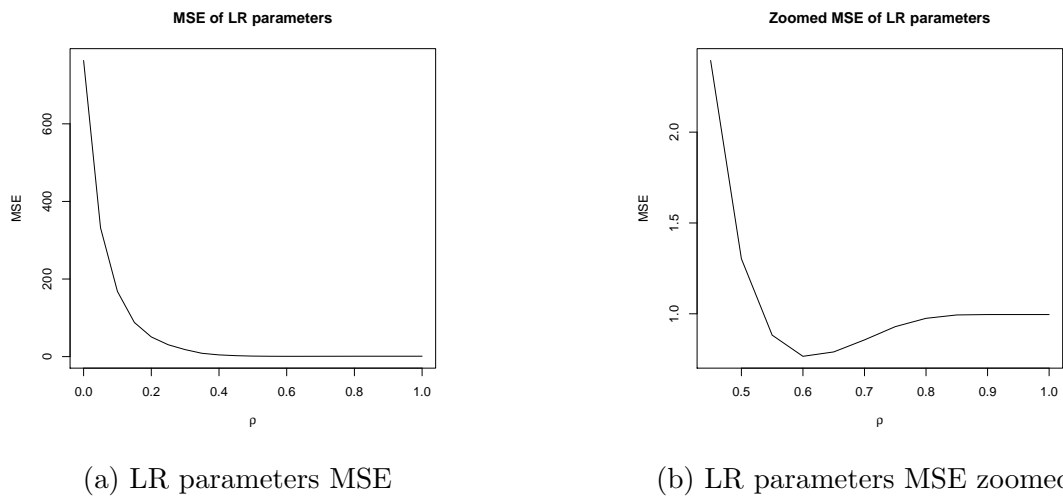 MSE of LR parameters
MSE
0 200 400 600
0.0 0.2 0.4 0.6 0.8 1.0
ρ
(a) LR parameters MSE
Zoomed MSE of LR parameters
MSE
1.0 1.5 2.0
0.5 0.6 0.7 0.8 0.9 1.0
ρ
(b) LR parameters MSE zoomed